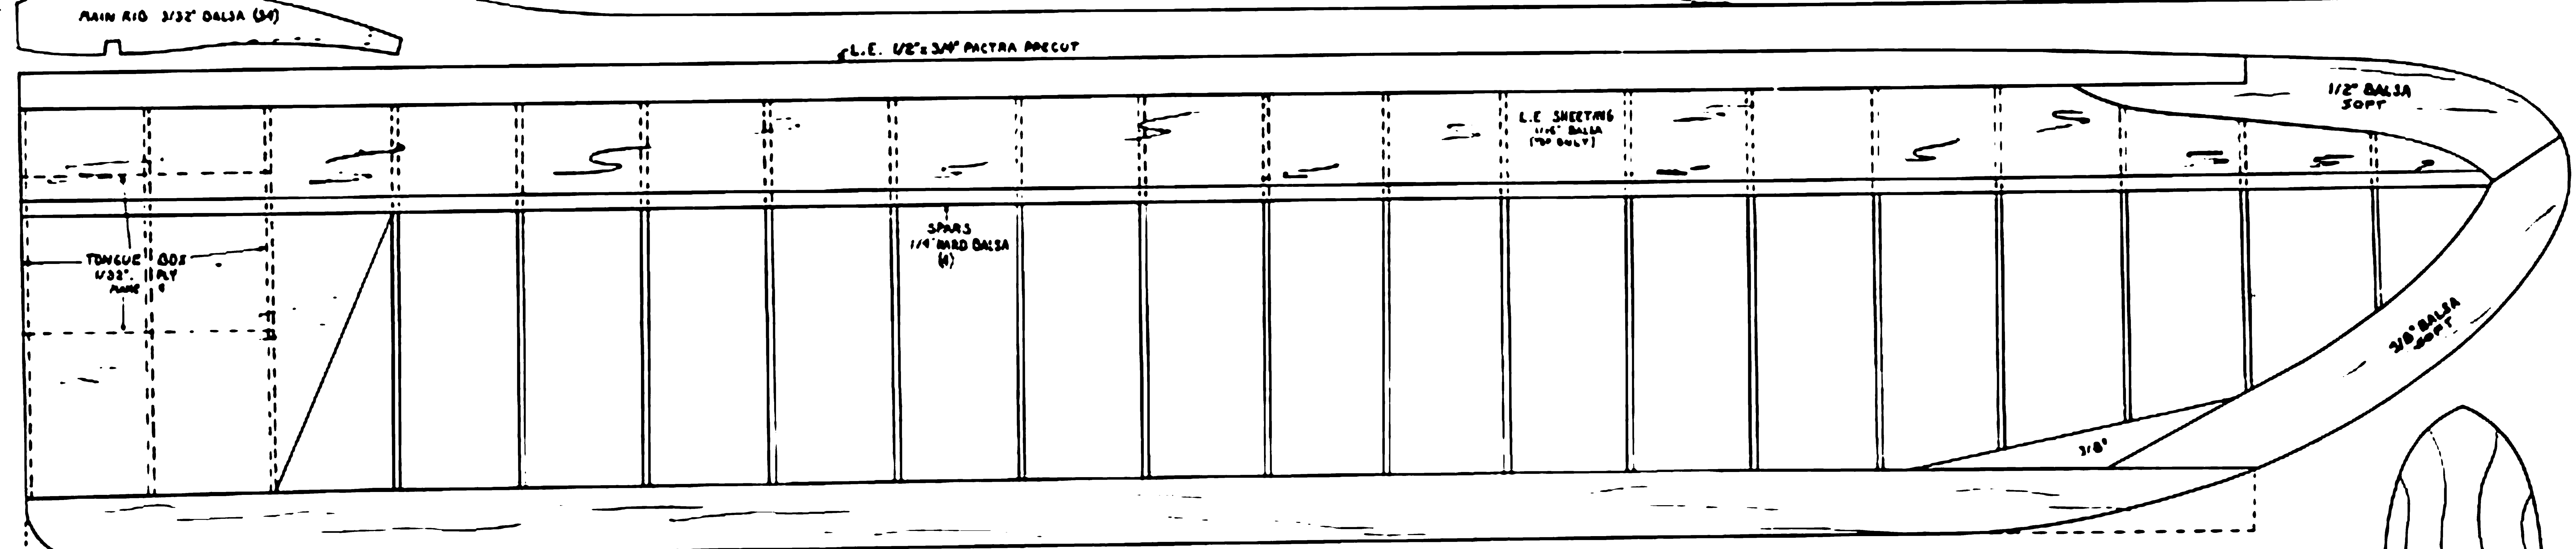 MAIN RIB 3/32" BALSA (34)
L.E. 1/2" x 3/4" PACTRA PRECUT
1/2" BALSA
SOFT
L.E SHEETING
1/16" BALSA
(TOP ONLY)
SPARS
1/4" HARD BALSA
(4)
TONGUE BOX
1/32" PLY
MAKE
3/8" BALSA
SOFT
3/8"